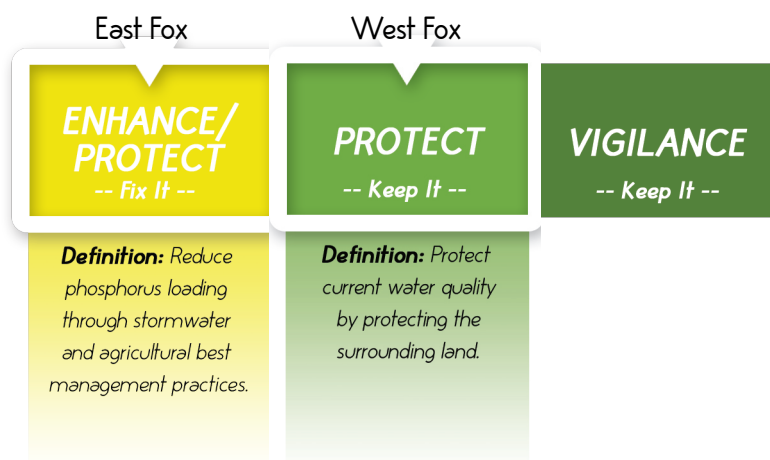 East Fox
ENHANCE/
PROTECT
-- Fix It --
Definition: Reduce
phosphorus loading
through stormwater
and agricultural best
management practices.
West Fox
PROTECT
-- Keep It --
Definition: Protect
current water quality
by protecting the
surrounding land.
VIGILANCE
-- Keep It --